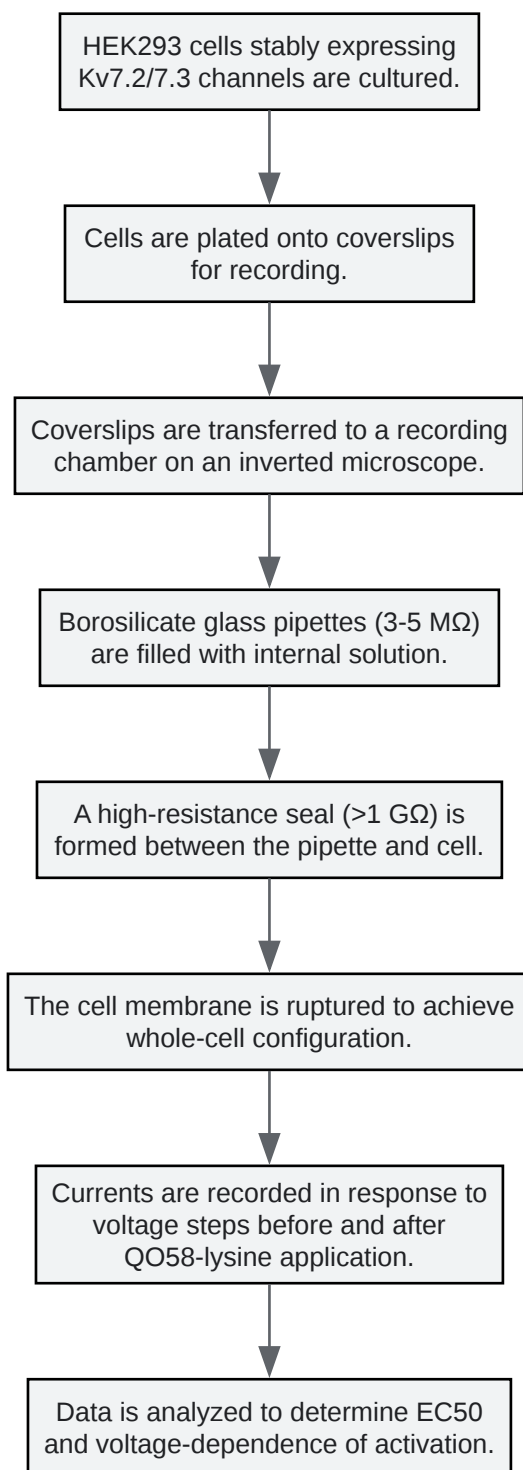 HEK293 cells stably expressing
Kv7.2/7.3 channels are cultured.
Cells are plated onto coverslips
for recording.
Coverslips are transferred to a recording
chamber on an inverted microscope.
Borosilicate glass pipettes (3-5 MΩ)
are filled with internal solution.
A high-resistance seal (>1 GΩ) is
formed between the pipette and cell.
The cell membrane is ruptured to achieve
whole-cell configuration.
Currents are recorded in response to
voltage steps before and after
QO58-lysine application.
Data is analyzed to determine EC50
and voltage-dependence of activation.